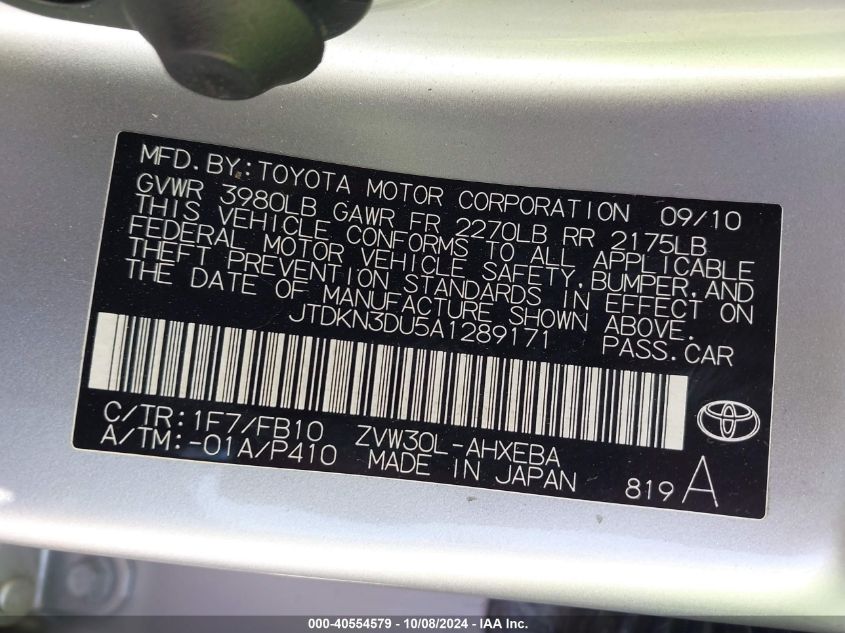 MFD. BY: TOYOTA MOTOR CORPORATION 09/10
GVWR 3980LB GAWR FR 2270LB RR 2175LB
THIS VEHICLE CONFORMS TO ALL APPLICABLE
FEDERAL MOTOR VEHICLE SAFETY, BUMPER, AND
THEFT PREVENTION STANDARDS IN EFFECT ON
THE DATE OF MANUFACTURE SHOWN ABOVE.
JTDKN3DU5A1289171 PASS. CAR
C/TR: 1F7/FB10 ZVW30L-AHXEBA
A/TM: -01A/P410 MADE IN JAPAN
819 A
000-40554579 - 10/08/2024 - IAA Inc.